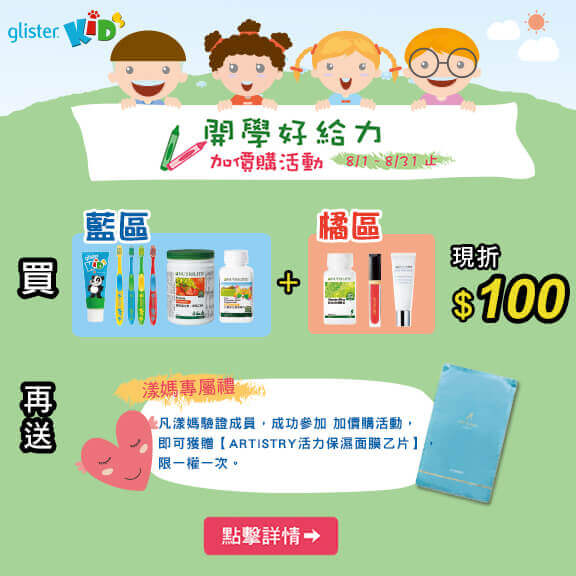 glister. KiDs
開學好給力
加價購活動 8/1 - 8/31 止
藍區
橘區
買
+
現折
$100
NUTRILITE
NUTRILITE
NUTRILITE
再送
漾媽專屬禮
凡漾媽驗證成員，成功參加 加價購活動，
即可獲贈【ARTISTRY活力保濕面膜乙片】，
限一權一次。
點擊詳情➡